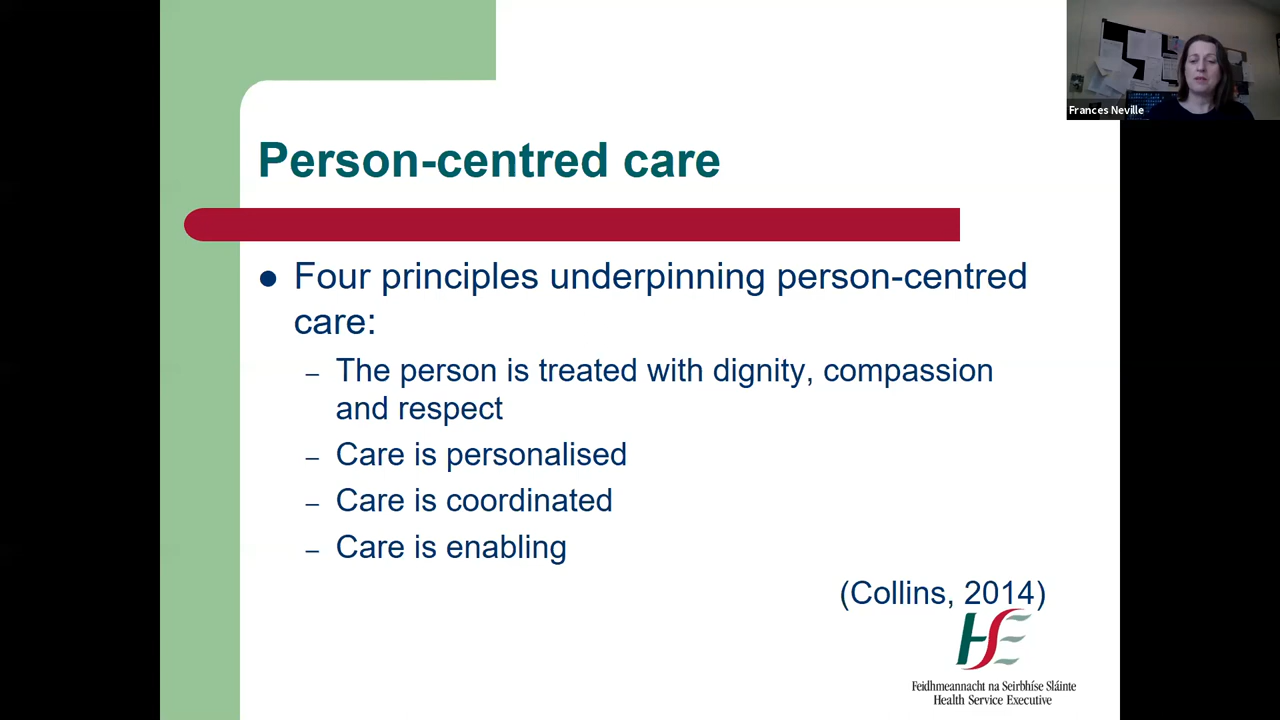 Frances Neville
Person-centred care
Four principles underpinning person-centred
care:
– The person is treated with dignity, compassion
and respect
– Care is personalised
– Care is coordinated
– Care is enabling
(Collins, 2014)
HSE
Feidhmeannacht na Seirbhíse Sláinte
Health Service Executive